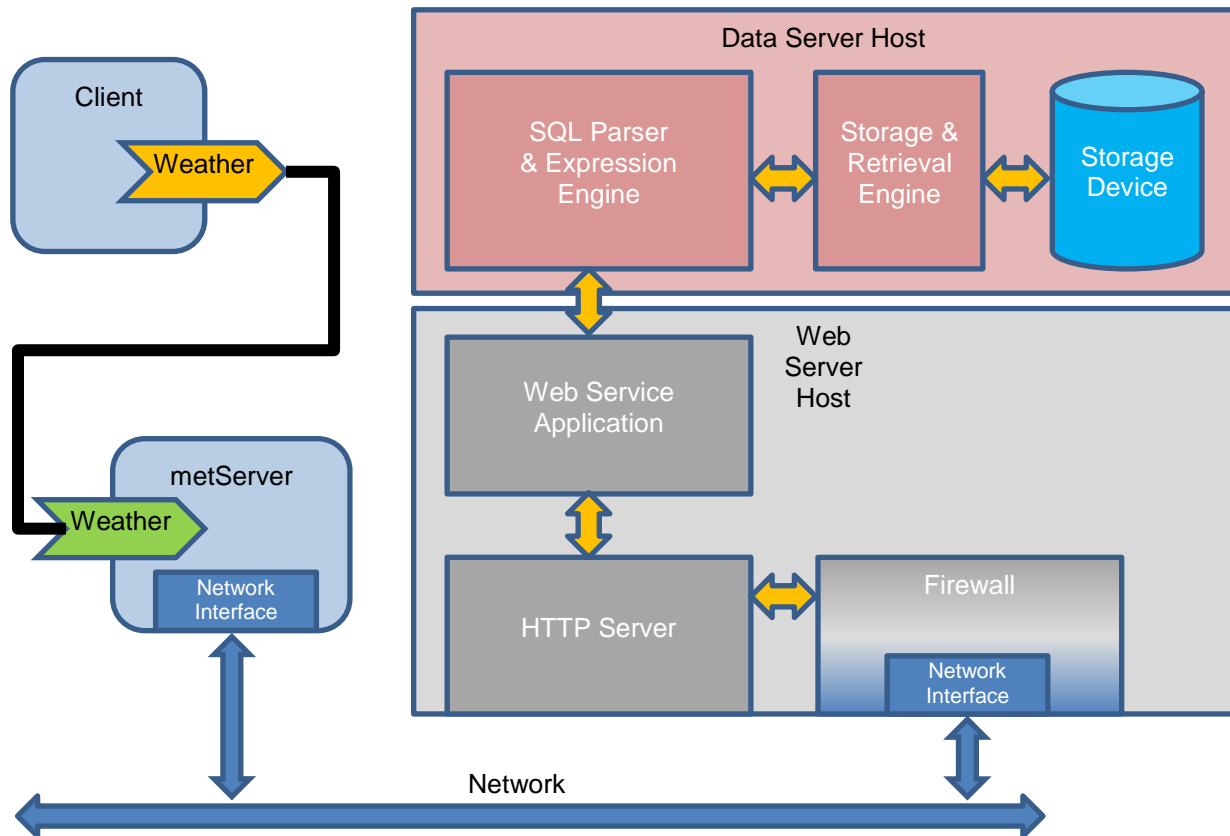 Data Server Host
Client
Weather
SQL Parser
& Expression
Engine
Storage &
Retrieval
Engine
Storage
Device
Web
Server
Host
Web Service
Application
metServer
Weather
Network
Interface
HTTP Server
Firewall
Network
Interface
Network